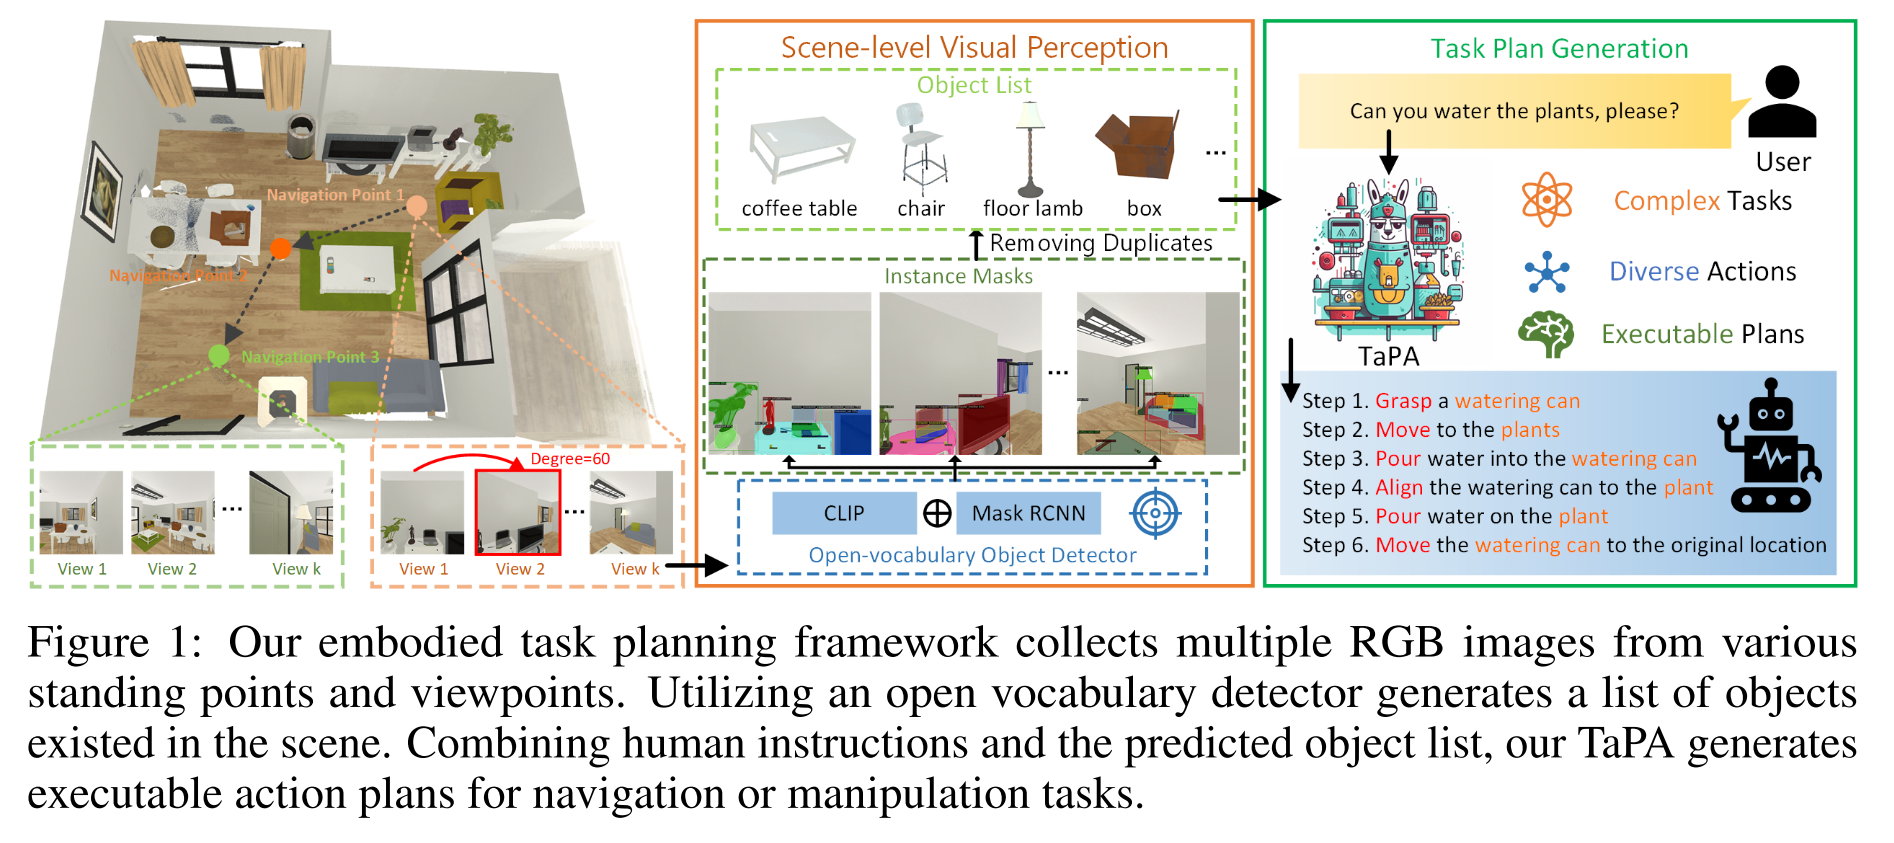 Navigation Point 1
Navigation Point 2
Navigation Point 3
View 1
View 2
...
View k
Degree=60
View 1
View 2
...
View k
Scene-level Visual Perception
Object List
...
coffee table
chair
floor lamb
box
Removing Duplicates
Instance Masks
...
CLIP
Mask RCNN
Open-vocabulary Object Detector
Task Plan Generation
Can you water the plants, please?
User
TaPA
Complex Tasks
Diverse Actions
Executable Plans
Step 1. Grasp a watering can
Step 2. Move to the plants
Step 3. Pour water into the watering can
Step 4. Align the watering can to the plant
Step 5. Pour water on the plant
Step 6. Move the watering can to the original location
Figure 1: Our embodied task planning framework collects multiple RGB images from various
standing points and viewpoints. Utilizing an open vocabulary detector generates a list of objects
existed in the scene. Combining human instructions and the predicted object list, our TaPA generates
executable action plans for navigation or manipulation tasks.